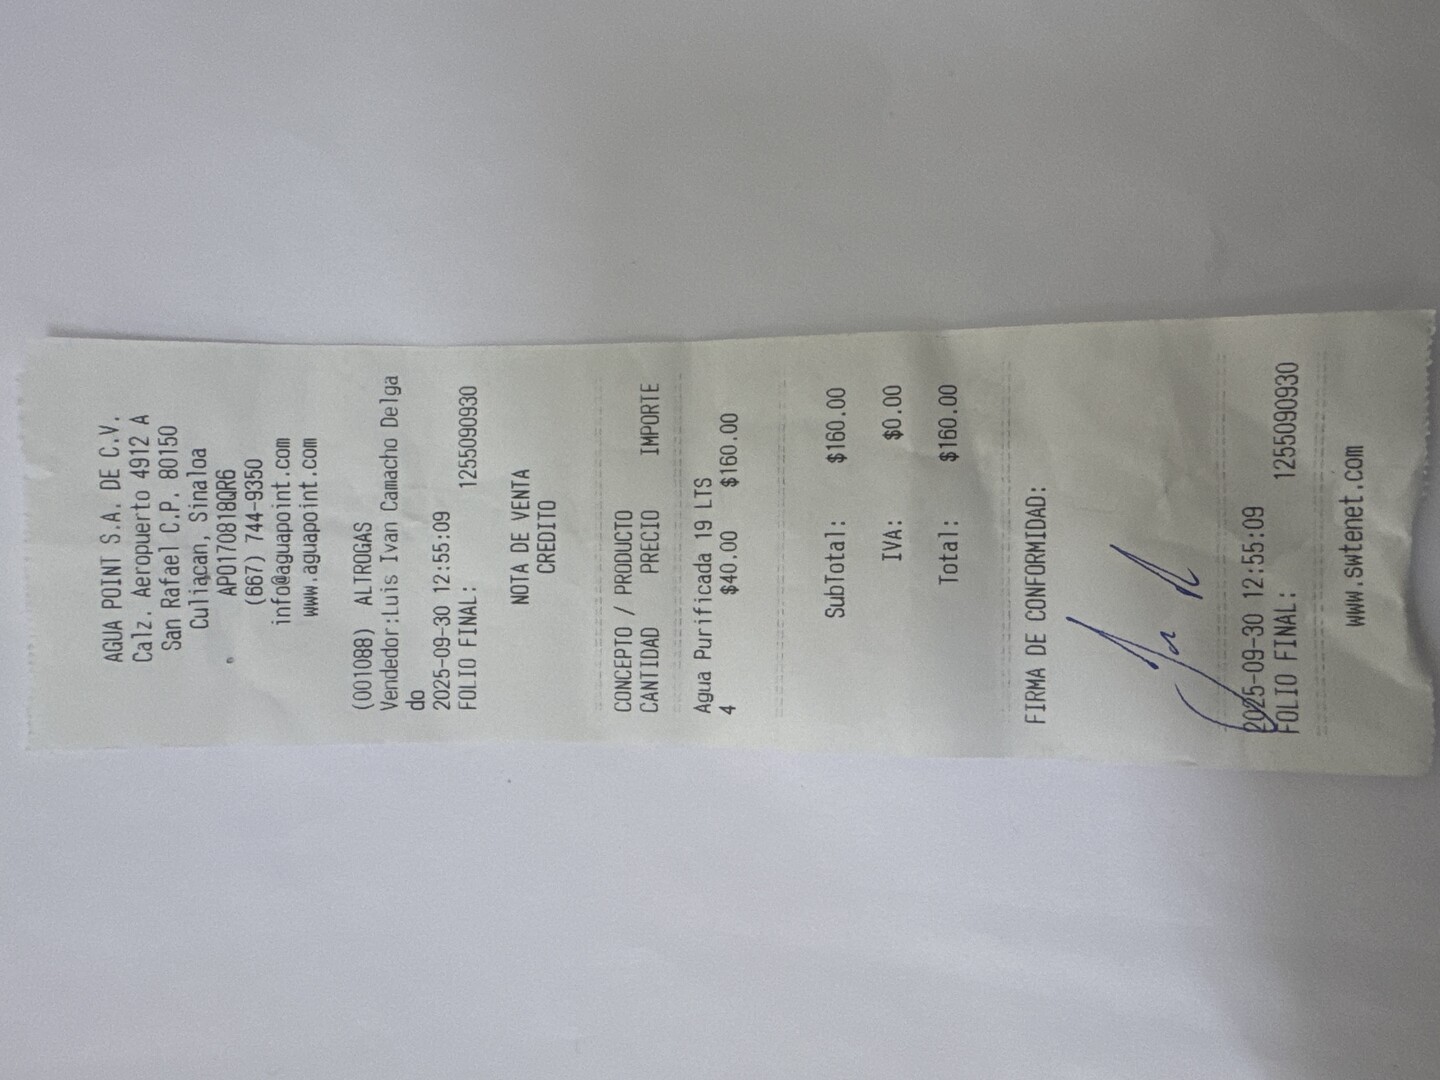 AGUA POINT S.A. DE C.V.
Calz. Aeropuerto 4912 A
San Rafael C.P. 80150
Culiacan, Sinaloa
APO170818QR6
(667) 744-9350
info@aguapoint.com
www.aguapoint.com
(001088) ALTROGAS
Vendedor:Luis Ivan Camacho Delga
do
2025-09-30 12:55:09
FOLIO FINAL: 1255090930
NOTA DE VENTA
CREDITO
CONCEPTO / PRODUCTO
CANTIDAD PRECIO IMPORTE
Agua Purificada 19 LTS
4 $40.00 $160.00
SubTotal: $160.00
IVA: $0.00
Total: $160.00
FIRMA DE CONFORMIDAD:
2025-09-30 12:55:09
FOLIO FINAL: 1255090930
www.swtenet.com